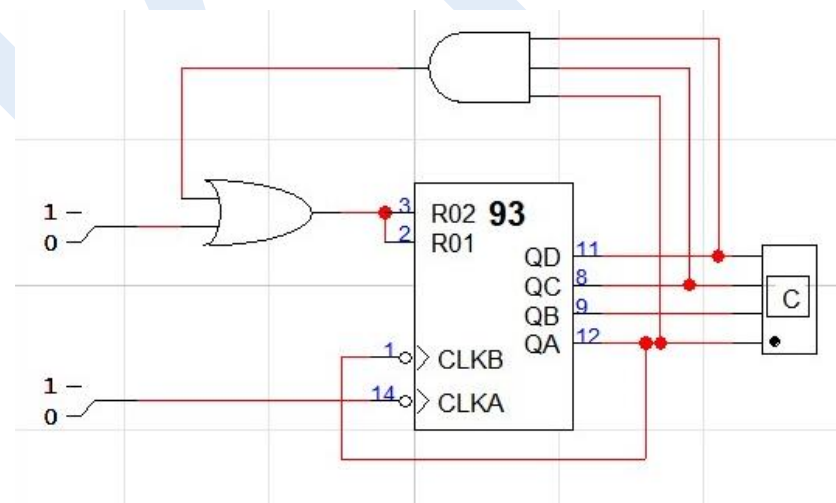 1
0
3 R02 93
2 R01
QD 11
QC 8
QB 9
QA 12
C
1 CLKB
14 CLKA
1
0